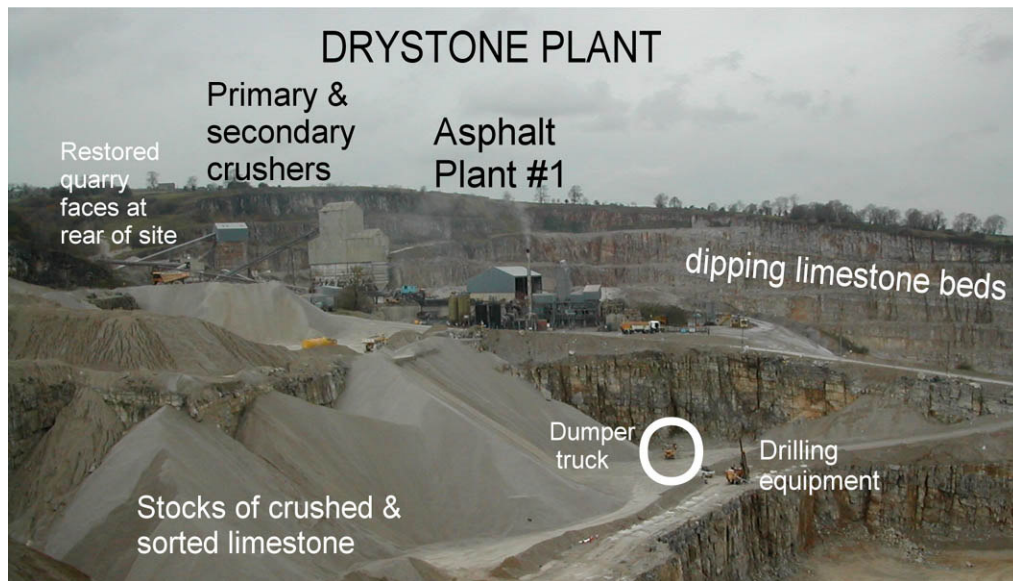 DRYSTONE PLANT
Primary &
secondary
crushers
Asphalt
Plant #1
Restored
quarry
faces at
rear of site
dipping limestone beds
Dumper
truck
Drilling
equipment
Stocks of crushed &
sorted limestone